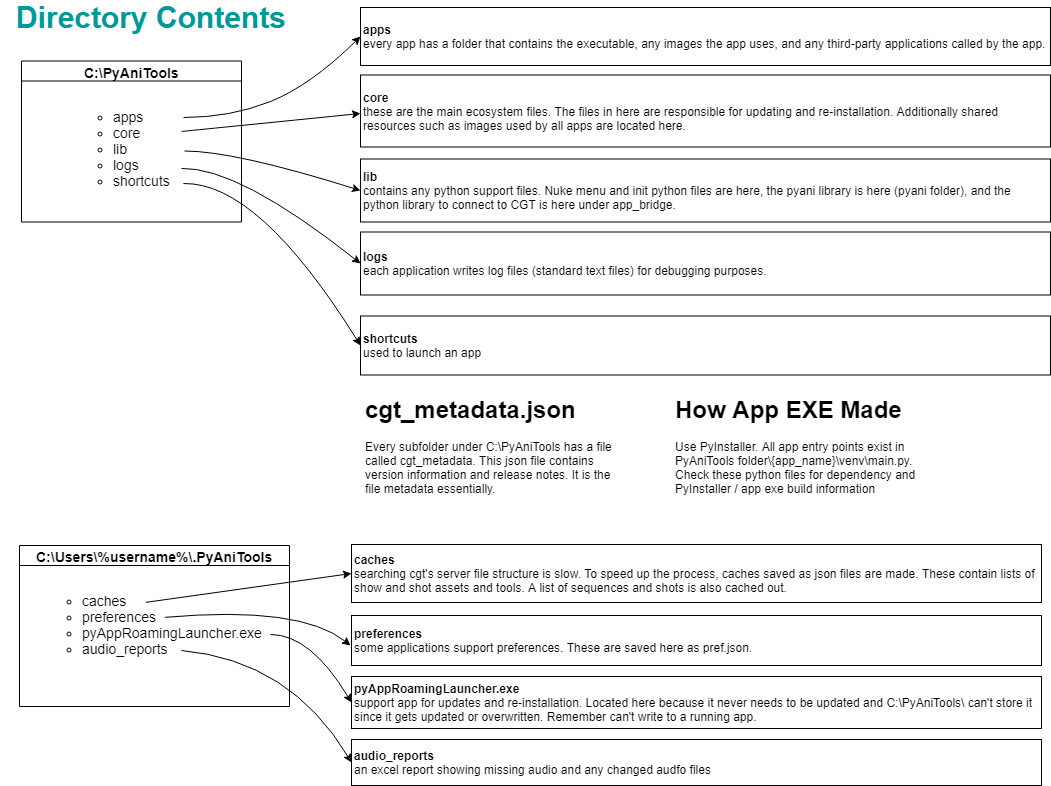 Directory Contents
C:\PyAniTools
apps
core
lib
logs
shortcuts
apps
every app has a folder that contains the executable, any images the app uses, and any third-party applications called by the app.
core
these are the main ecosystem files. The files in here are responsible for updating and re-installation. Additionally shared
resources such as images used by all apps are located here.
lib
contains any python support files. Nuke menu and init python files are here, the pyani library is here (pyani folder), and the
python library to connect to CGT is here under app_bridge.
logs
each application writes log files (standard text files) for debugging purposes.
shortcuts
used to launch an app
cgt_metadata.json
Every subfolder under C:\PyAniTools has a file
called cgt_metadata. This json file contains
version information and release notes. It is the
file metadata essentially.
How App EXE Made
Use PyInstaller. All app entry points exist in
PyAniTools folder\{app_name}\venv\main.py.
Check these python files for dependency and
PyInstaller / app exe build information
C:\Users\%username%\.PyAniTools
caches
preferences
pyAppRoamingLauncher.exe
audio_reports
caches
searching cgt's server file structure is slow. To speed up the process, caches saved as json files are made. These contain lists of
show and shot assets and tools. A list of sequences and shots is also cached out.
preferences
some applications support preferences. These are saved here as pref.json.
pyAppRoamingLauncher.exe
support app for updates and re-installation. Located here because it never needs to be updated and C:\PyAniTools\ can't store it
since it gets updated or overwritten. Remember can't write to a running app.
audio_reports
an excel report showing missing audio and any changed audfo files